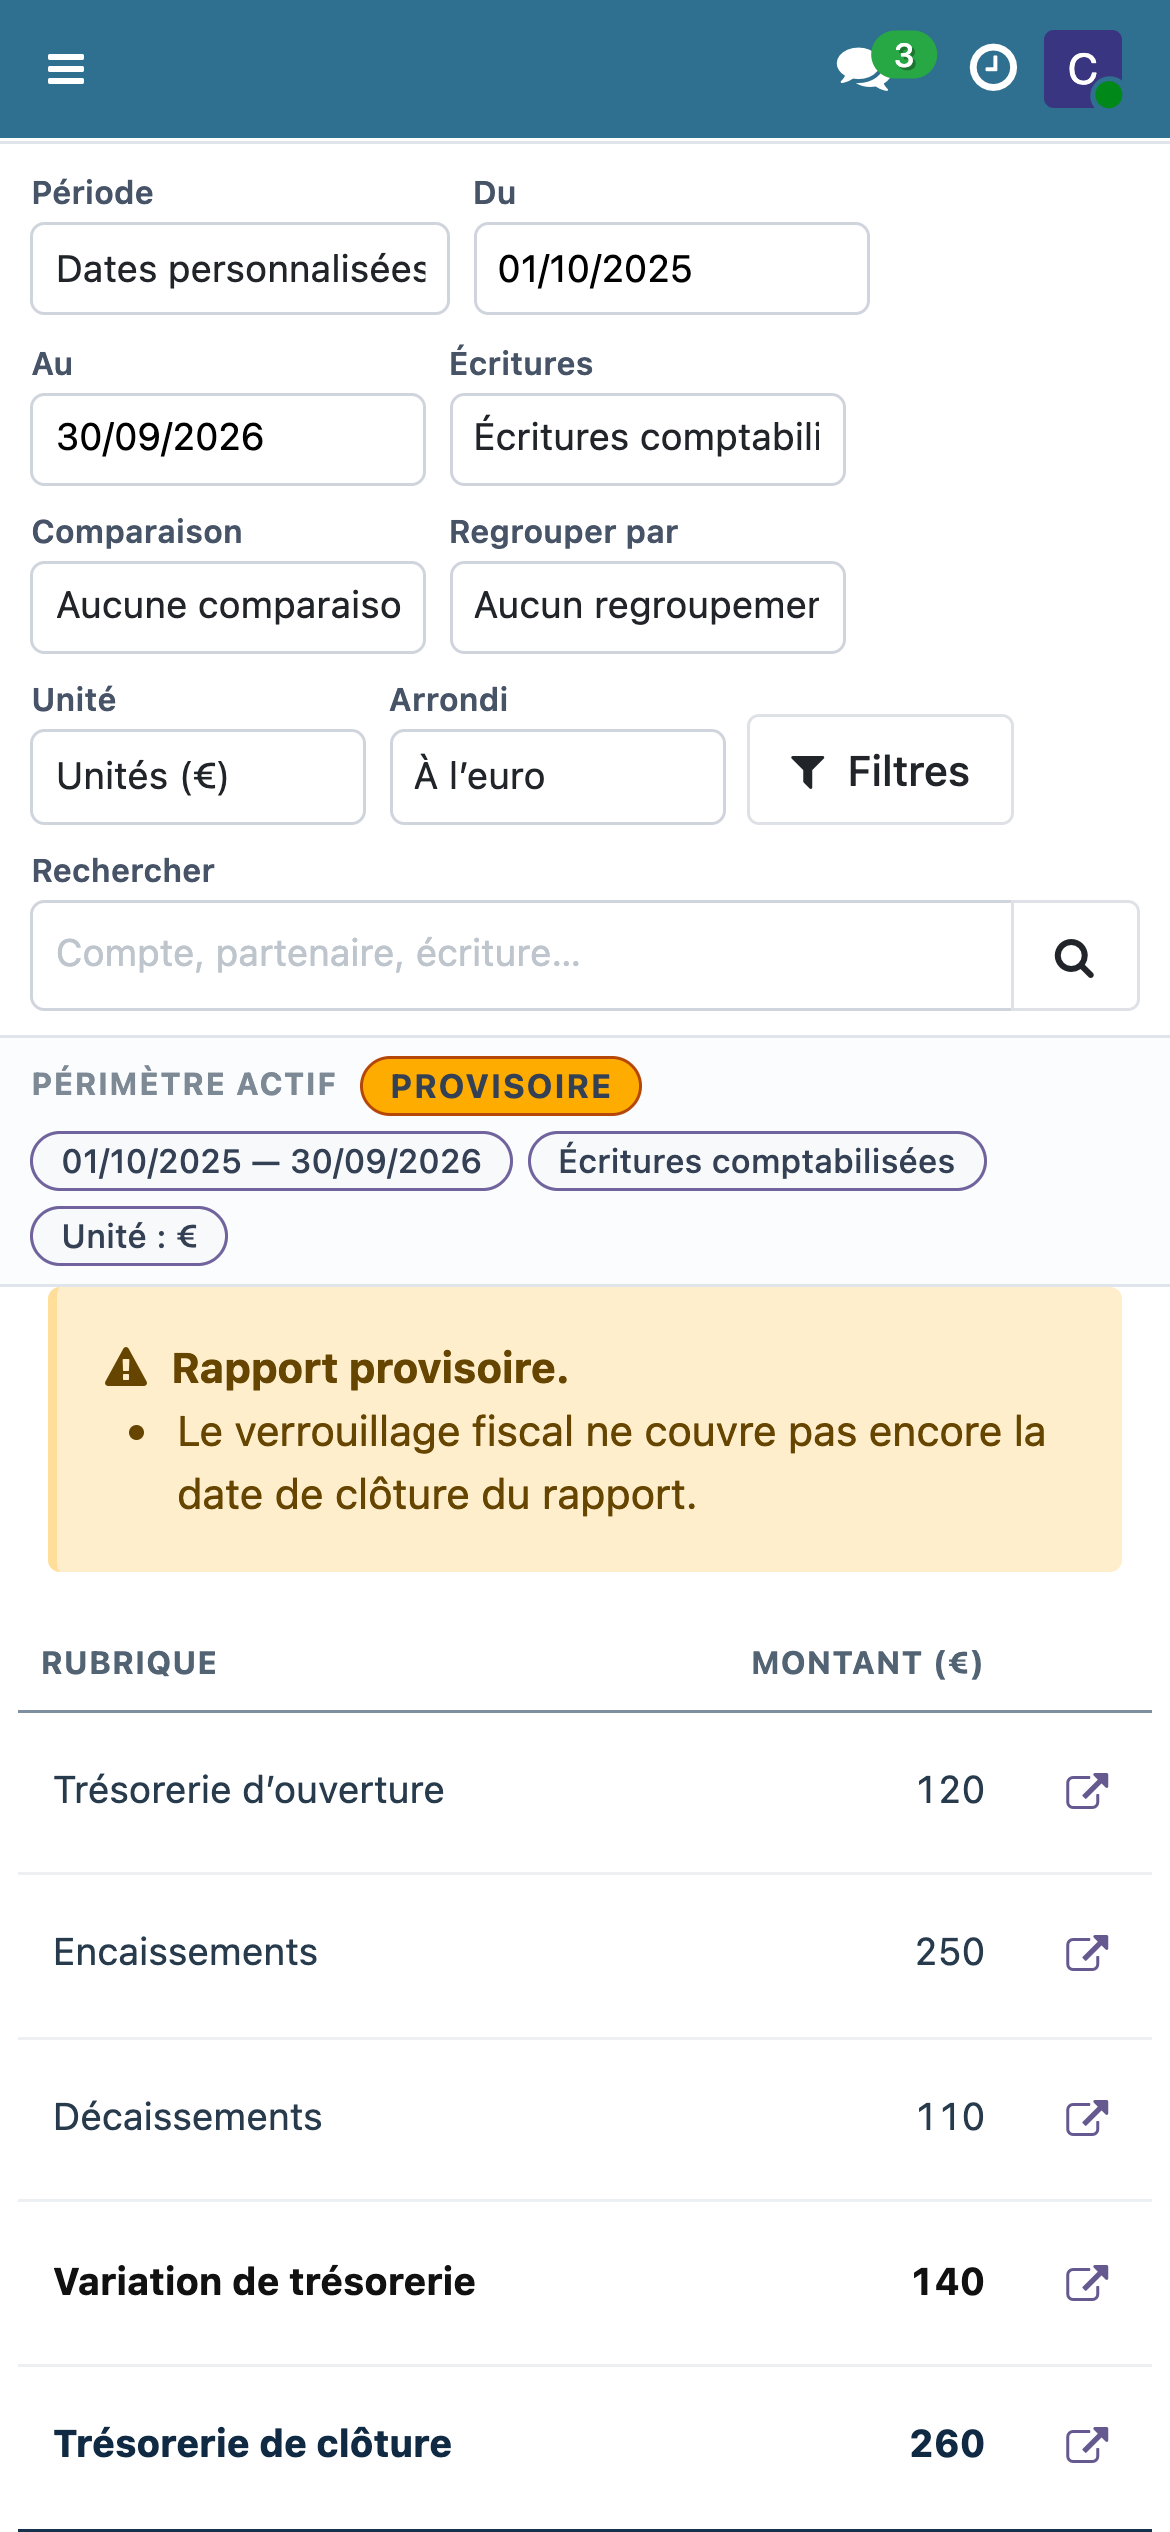 3
C
Période
Du
Dates personnalisées
01/10/2025
Au
Écritures
30/09/2026
Écritures comptabili
Comparaison
Regrouper par
Aucune comparaiso
Aucun regroupemer
Unité
Arrondi
Unités (€)
À l’euro
Filtres
Rechercher
Compte, partenaire, écriture...
PÉRIMÈTRE ACTIF
PROVISOIRE
01/10/2025 — 30/09/2026
Écritures comptabilisées
Unité : €
Rapport provisoire.
• Le verrouillage fiscal ne couvre pas encore la
date de clôture du rapport.
RUBRIQUE
MONTANT (€)
Trésorerie d’ouverture
120
Encaissements
250
Décaissements
110
Variation de trésorerie
140
Trésorerie de clôture
260